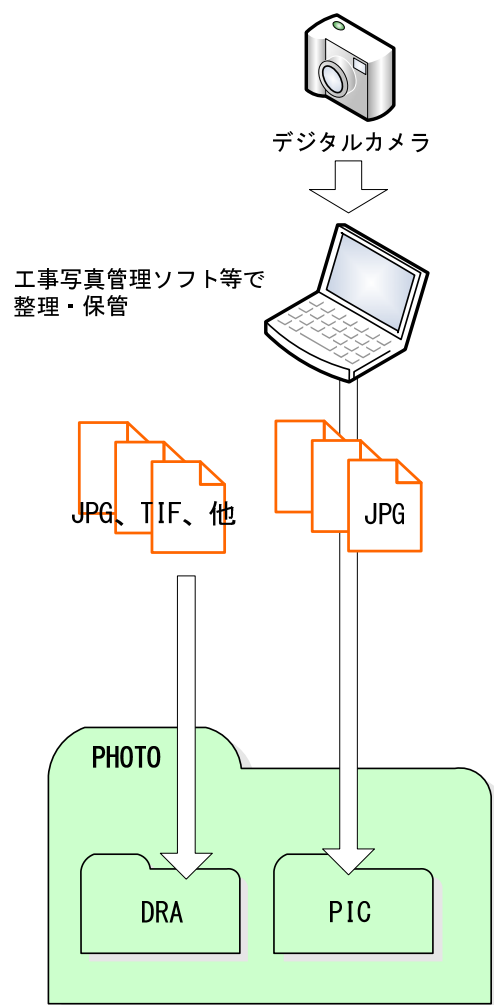 デジタルカメラ
工事写真管理ソフト等で
整理・保管
JPG、TIF、他
JPG
PHOTO
DRA
PIC